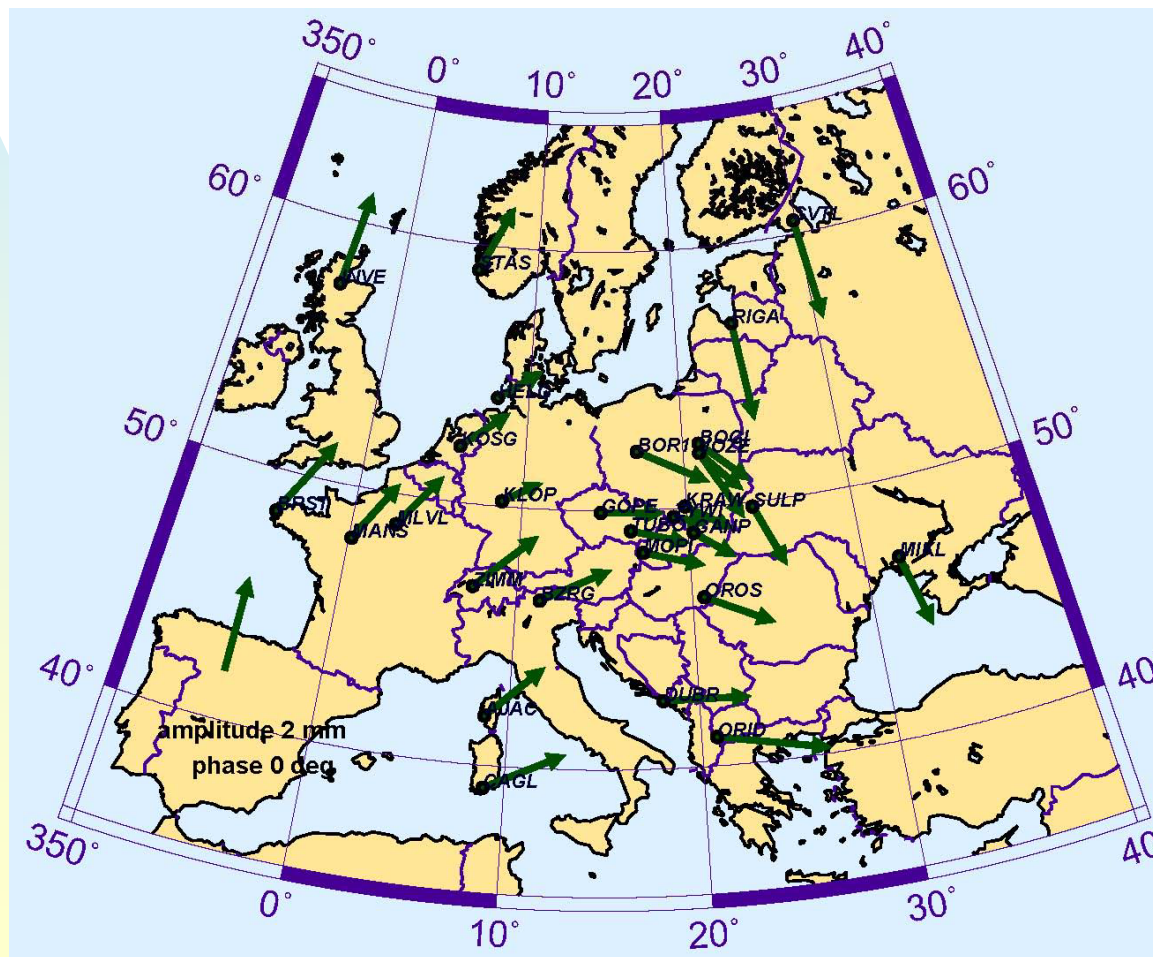 350°
0°
10°
20°
30°
40°
60°
60°
SVTL
STAS
INVE
RIGA
HELG
50°
50°
KOSG
BOR1
BOGI
JOZE
KLOP
BRST
MLVL
MANS
GOPE
KRAW
SULP
TUBO
GANP
MOPI
MIKL
ZIMM
BZRG
OROS
40°
40°
DUBR
AJAC
ORID
amplitude 2 mm
phase 0 deg
CAGL
350°
0°
10°
20°
30°
40°